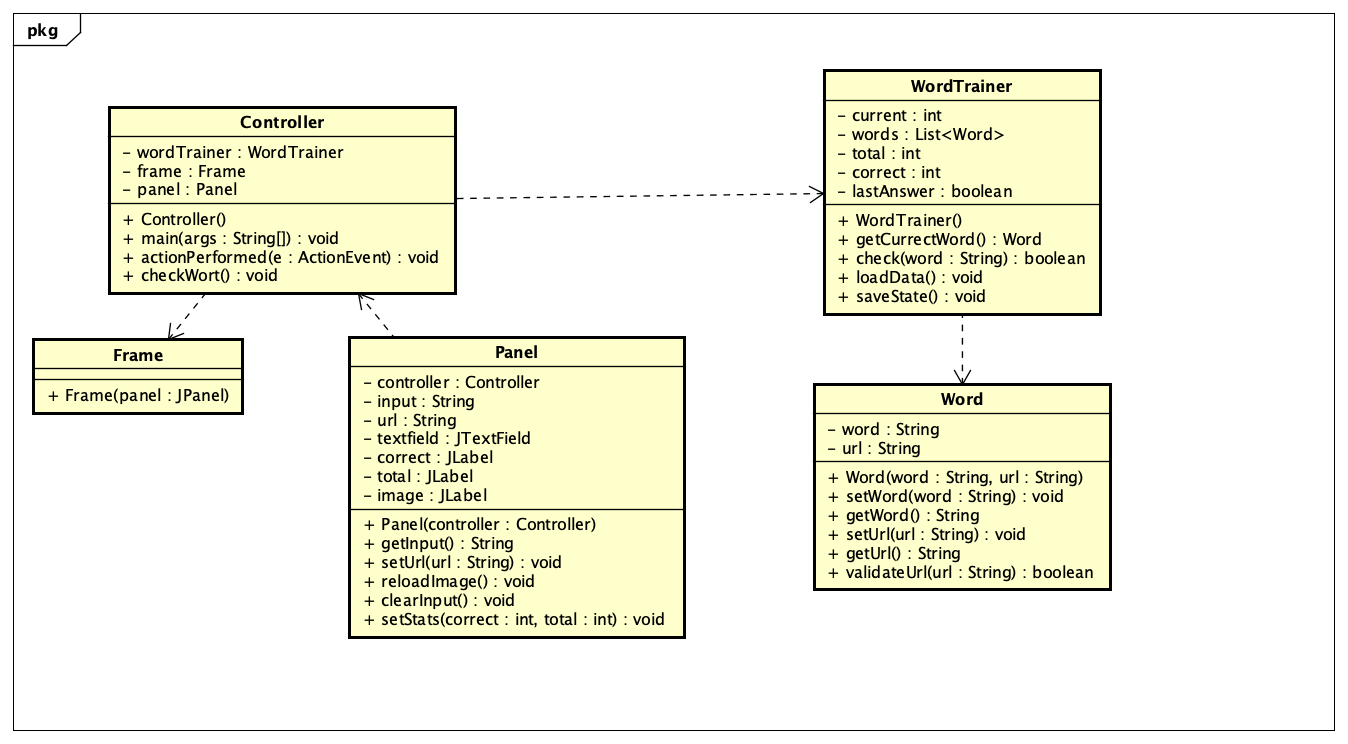 pkg
Controller
- wordTrainer : WordTrainer
- frame : Frame
- panel : Panel
+ Controller()
+ main(args : String[]) : void
+ actionPerformed(e : ActionEvent) : void
+ checkWort() : void
WordTrainer
- current : int
- words : List<Word>
- total : int
- correct : int
- lastAnswer : boolean
+ WordTrainer()
+ getCurrectWord() : Word
+ check(word : String) : boolean
+ loadData() : void
+ saveState() : void
Frame
+ Frame(panel : JPanel)
Panel
- controller : Controller
- input : String
- url : String
- textfield : JTextField
- correct : JLabel
- total : JLabel
- image : JLabel
+ Panel(controller : Controller)
+ getInput() : String
+ setUrl(url : String) : void
+ reloadImage() : void
+ clearInput() : void
+ setStats(correct : int, total : int) : void
Word
- word : String
- url : String
+ Word(word : String, url : String)
+ setWord(word : String) : void
+ getWord() : String
+ setUrl(url : String) : void
+ getUrl() : String
+ validateUrl(url : String) : boolean